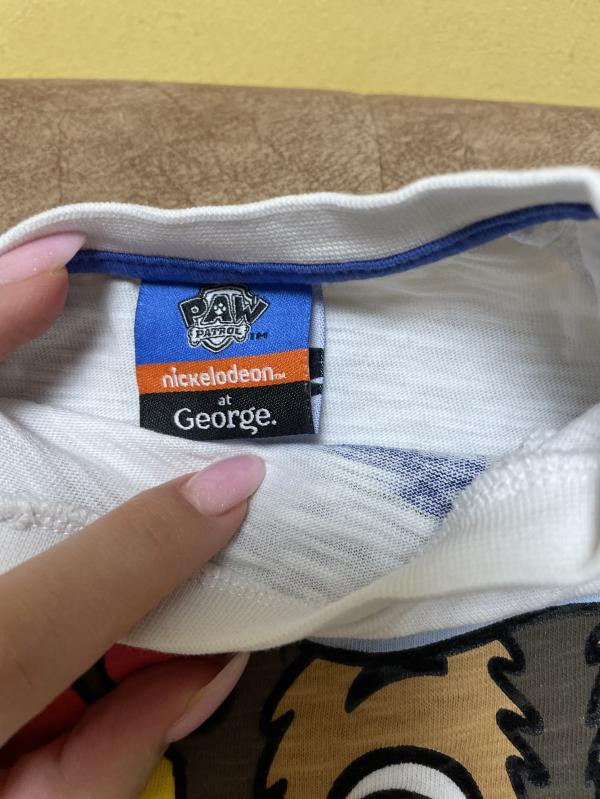 PAW
PATROL TM
nickelodeon TM
at
George.